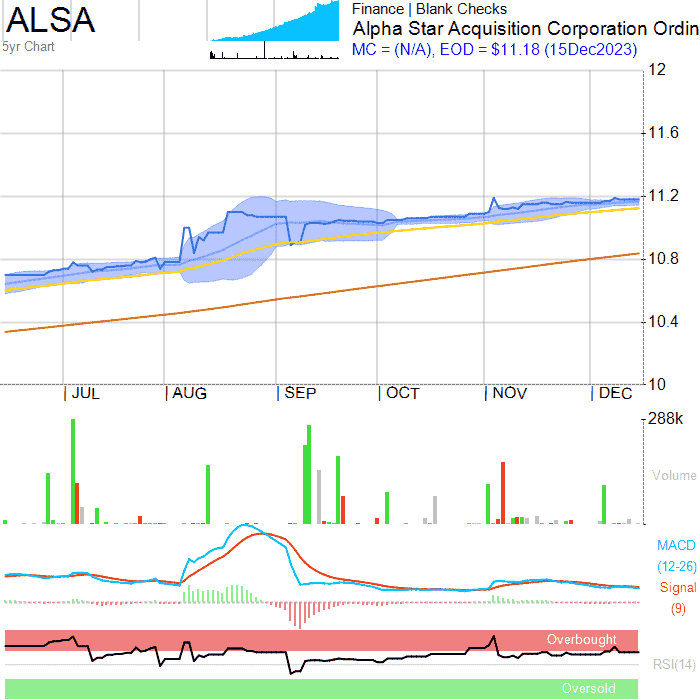 ALSA
5yr Chart
Finance | Blank Checks
Alpha Star Acquisition Corporation Ordin
MC = (N/A), EOD = $11.18 (15Dec2023)
12
11.6
11.2
10.8
10.4
10
JUL AUG SEP OCT NOV DEC
288k
Volume
MACD
(12-26)
Signal
(9)
Overbought
RSI(14)
Oversold